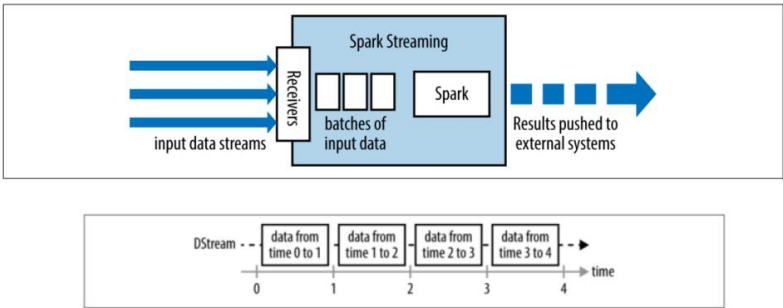 Spark Streaming
Receivers
Spark
batches of
input data
input data streams
Results pushed to
external systems
DStream
data from
time 0 to 1
data from
time 1 to 2
data from
time 2 to 3
data from
time 3 to 4
time
0
1
2
3
4